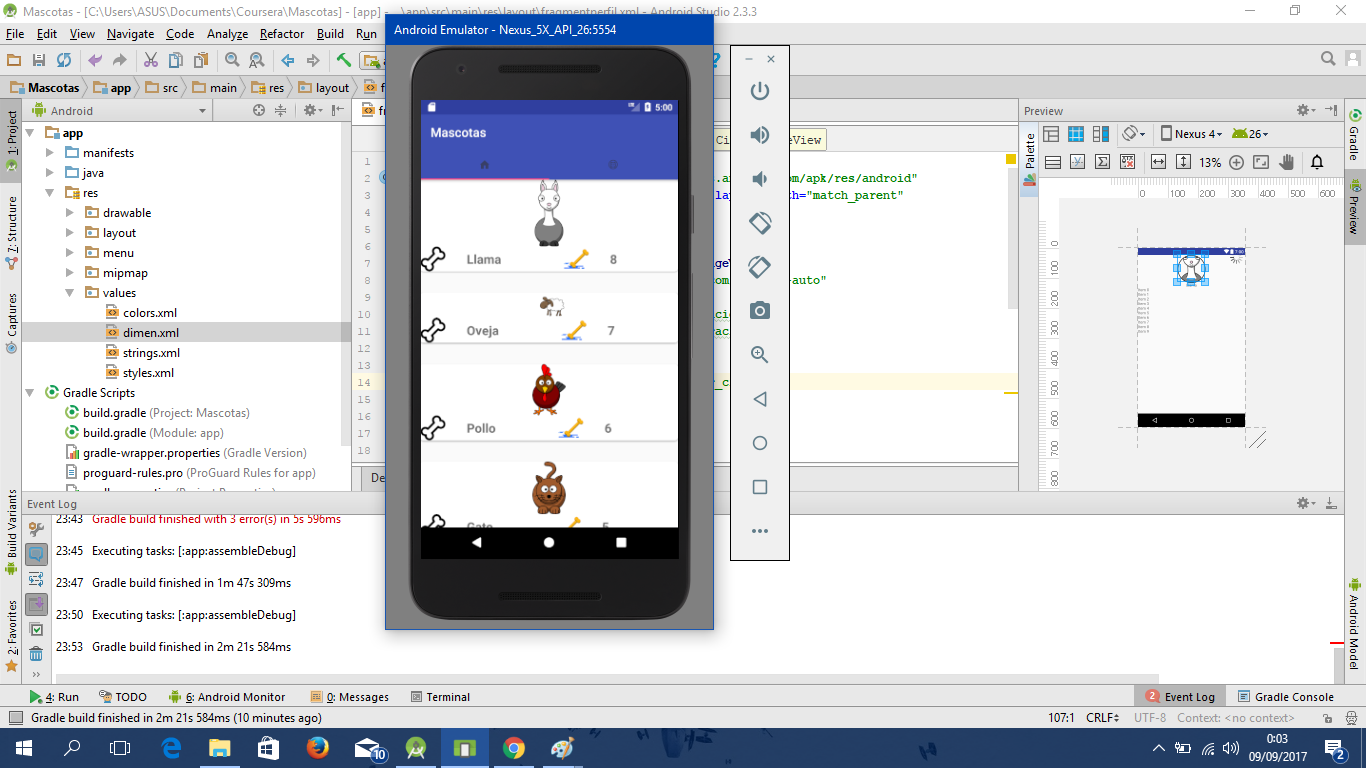 Mascotas - [C:\Users\ASUS\Documents\Coursera\Mascotas] - [app] - ...\app\src\main\res\layout\fragmentperfil.xml - Android Studio 2.3.3
File Edit View Navigate Code Analyze Refactor Build Run
Mascotas app src main res layout
Android
1: Project
7: Structure
Captures
Build Variants
2: Favorites
app
manifests
java
res
drawable
layout
menu
mipmap
values
colors.xml
dimen.xml
strings.xml
styles.xml
Gradle Scripts
build.gradle (Project: Mascotas)
build.gradle (Module: app)
gradle-wrapper.properties (Gradle Version)
proguard-rules.pro (ProGuard Rules for app)
1
2
3
4
5
6
7
8
9
10
11
12
13
14
15
16
17
18
eView
om/apk/res/android"
="match_parent"
-auto"
Android Emulator - Nexus_5X_API_26:5554
5:00
Mascotas
Llama 8
Oveja 7
Pollo 6
Gato 5
Preview
Palette
Nexus 4 26
13%
0 100 200 300 400 500 600
0
100
200
300
400
500
600
700
800
Gradle
Preview
Android Model
Event Log
23:43 Gradle build finished with 3 error(s) in 5s 596ms
23:45 Executing tasks: [:app:assembleDebug]
23:47 Gradle build finished in 1m 47s 309ms
23:50 Executing tasks: [:app:assembleDebug]
23:53 Gradle build finished in 2m 21s 584ms
4: Run TODO 6: Android Monitor 0: Messages Terminal 2 Event Log Gradle Console
Gradle build finished in 2m 21s 584ms (10 minutes ago) 107:1 CRLF UTF-8 Context: <no context>
10
0:03
09/09/2017
2